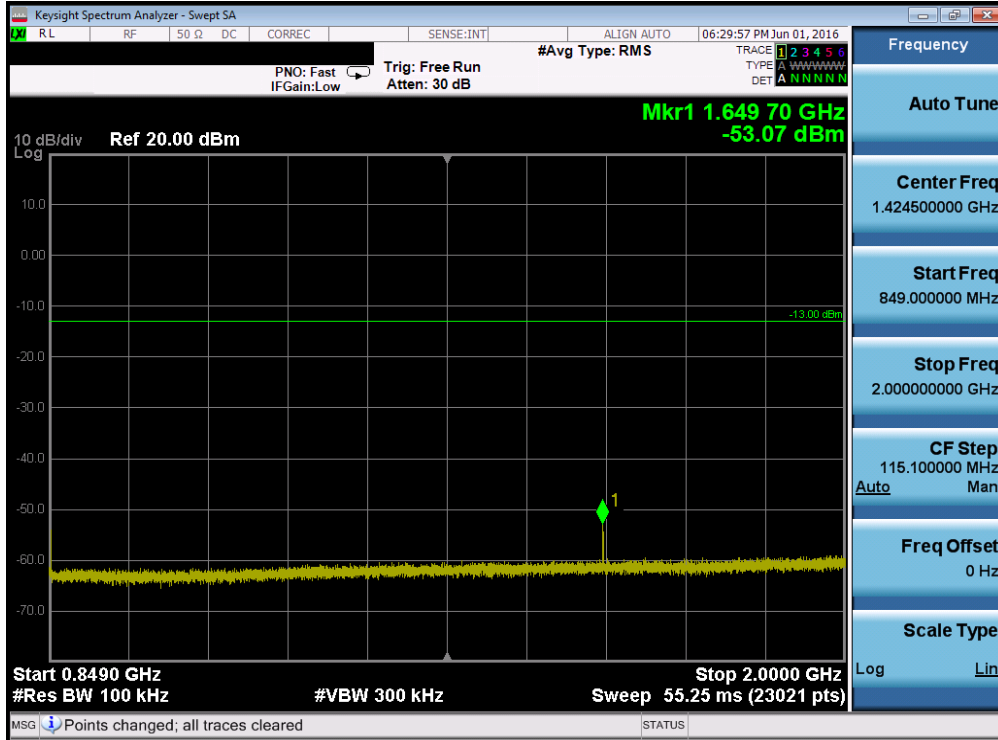 Keysight Spectrum Analyzer - Swept SA
LXI RL RF 50 Ω DC CORREC SENSE:INT ALIGN AUTO 06:29:57 PM Jun 01, 2016
#Avg Type: RMS TRACE 1 2 3 4 5 6
PNO: Fast Trig: Free Run TYPE A WWWWW
IFGain:Low Atten: 30 dB DET A N N N N N
Mkr1 1.649 70 GHz
-53.07 dBm
10 dB/div Ref 20.00 dBm
Log
10.0
0.00
-10.0
-13.00 dBm
-20.0
-30.0
-40.0
-50.0
1
-60.0
-70.0
Start 0.8490 GHz Stop 2.0000 GHz
#Res BW 100 kHz #VBW 300 kHz Sweep 55.25 ms (23021 pts)
MSG Points changed; all traces cleared STATUS
Frequency
Auto Tune
Center Freq
1.424500000 GHz
Start Freq
849.000000 MHz
Stop Freq
2.000000000 GHz
CF Step
115.100000 MHz
Auto Man
Freq Offset
0 Hz
Scale Type
Log Lin